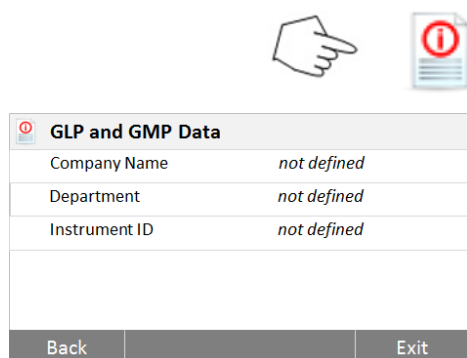 GLP and GMP Data
Company Name not defined
Department not defined
Instrument ID not defined
Back Exit